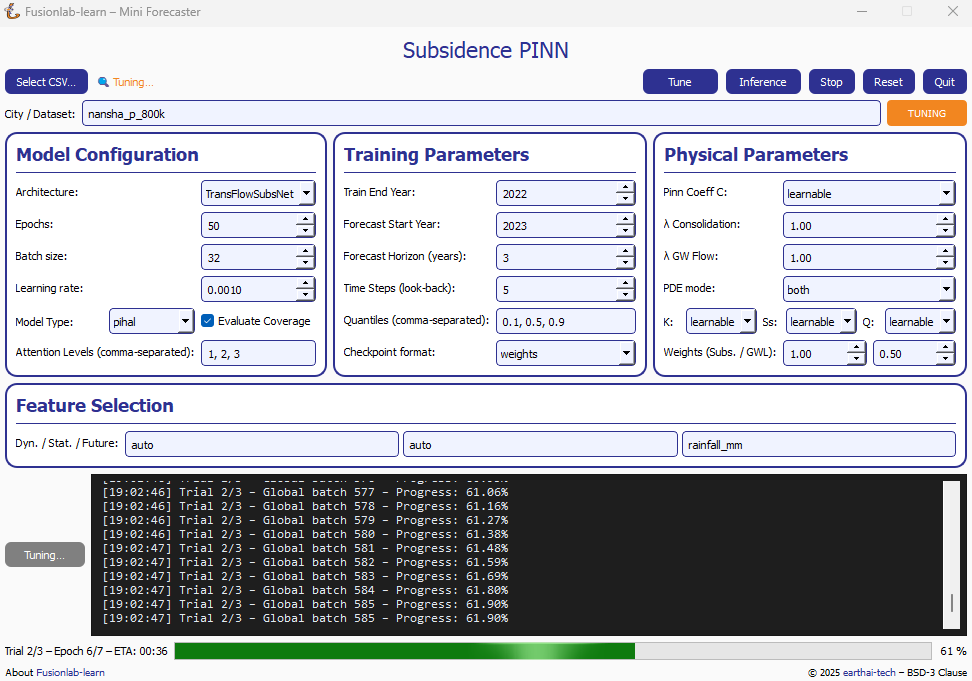 Fusionlab-learn – Mini Forecaster
Subsidence PINN
Select CSV... Tuning... Tune Inference Stop Reset Quit
City / Dataset: nansha_p_800k TUNING
Model Configuration
Architecture: TransFlowSubsNet
Epochs: 50
Batch size: 32
Learning rate: 0.0010
Model Type: pihal Evaluate Coverage
Attention Levels (comma-separated): 1, 2, 3
Training Parameters
Train End Year: 2022
Forecast Start Year: 2023
Forecast Horizon (years): 3
Time Steps (look-back): 5
Quantiles (comma-separated): 0.1, 0.5, 0.9
Checkpoint format: weights
Physical Parameters
Pinn Coeff C: learnable
λ Consolidation: 1.00
λ GW Flow: 1.00
PDE mode: both
K: learnable Ss: learnable Q: learnable
Weights (Subs. / GWL): 1.00 0.50
Feature Selection
Dyn. / Stat. / Future: auto auto rainfall_mm
Tuning...
[19:02:46] Trial 2/3 – Global batch 577 – Progress: 61.06%
[19:02:46] Trial 2/3 – Global batch 578 – Progress: 61.16%
[19:02:46] Trial 2/3 – Global batch 579 – Progress: 61.27%
[19:02:46] Trial 2/3 – Global batch 580 – Progress: 61.38%
[19:02:47] Trial 2/3 – Global batch 581 – Progress: 61.48%
[19:02:47] Trial 2/3 – Global batch 582 – Progress: 61.59%
[19:02:47] Trial 2/3 – Global batch 583 – Progress: 61.69%
[19:02:47] Trial 2/3 – Global batch 584 – Progress: 61.80%
[19:02:47] Trial 2/3 – Global batch 585 – Progress: 61.90%
[19:02:47] Trial 2/3 – Global batch 585 – Progress: 61.90%
Trial 2/3 – Epoch 6/7 – ETA: 00:36 61 %
About Fusionlab-learn © 2025 earthai-tech – BSD-3 Clause